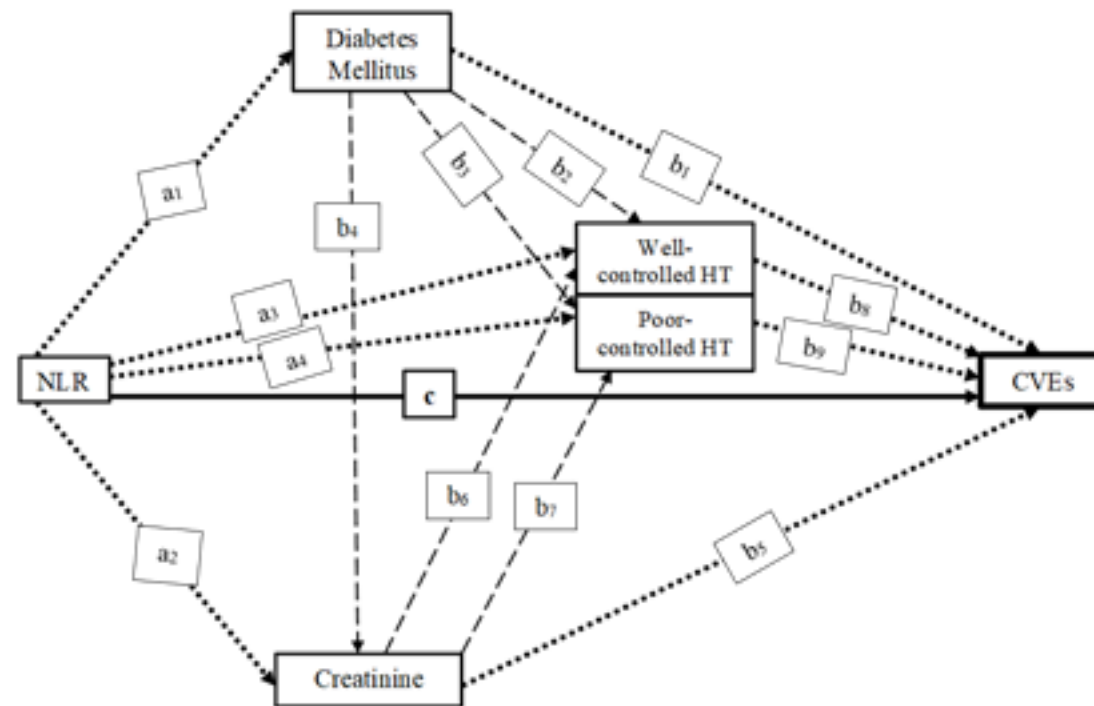 Diabetes
Mellitus
a₁
b₃
b₂
b₁
b₄
Well-
controlled HT
a₃
b₈
Poor-
controlled HT
a₄
b₉
NLR
c
CVEs
b₆
b₇
a₂
b₅
Creatinine